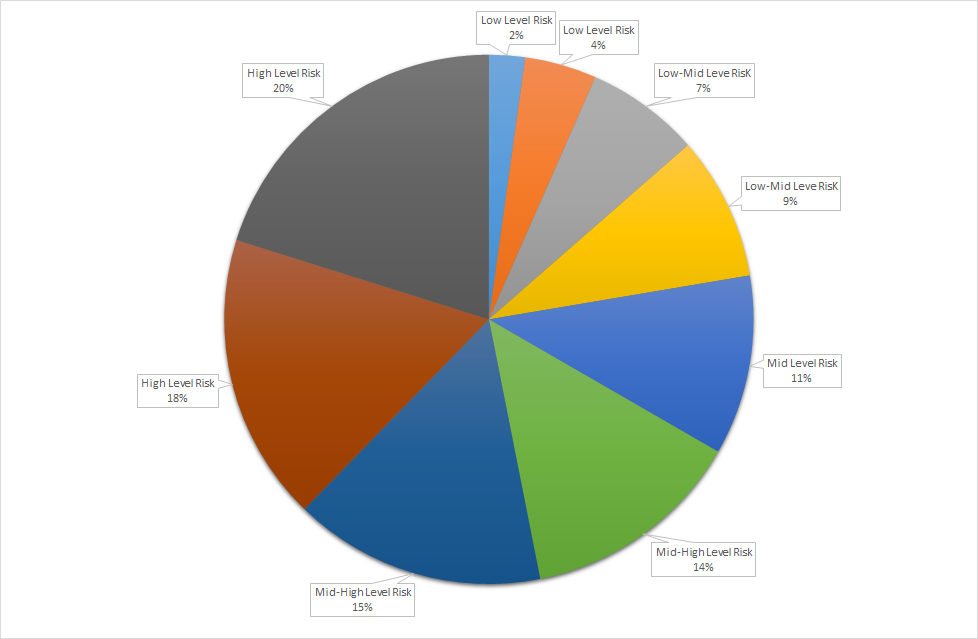 Low Level Risk
2%
Low Level Risk
4%
Low-Mid Leve RisK
7%
Low-Mid Leve RisK
9%
Mid Level Risk
11%
Mid-High Level Risk
14%
Mid-High Level Risk
15%
High Level Risk
18%
High Level Risk
20%